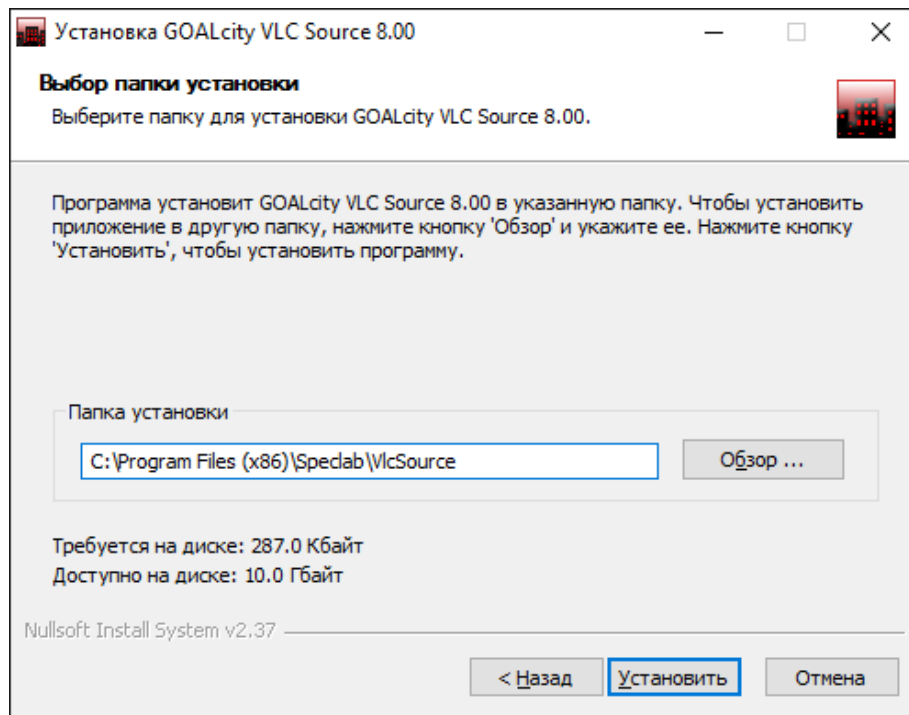 Установка GOALcity VLC Source 8.00
Выбор папки установки
Выберите папку для установки GOALcity VLC Source 8.00.
Программа установит GOALcity VLC Source 8.00 в указанную папку. Чтобы установить
приложение в другую папку, нажмите кнопку 'Обзор' и укажите ее. Нажмите кнопку
'Установить', чтобы установить программу.
Папка установки
C:\Program Files (x86)\Speclab\VlcSource
Обзор ...
Требуется на диске: 287.0 Кбайт
Доступно на диске: 10.0 Гбайт
Nullsoft Install System v2.37
< Назад
Установить
Отмена